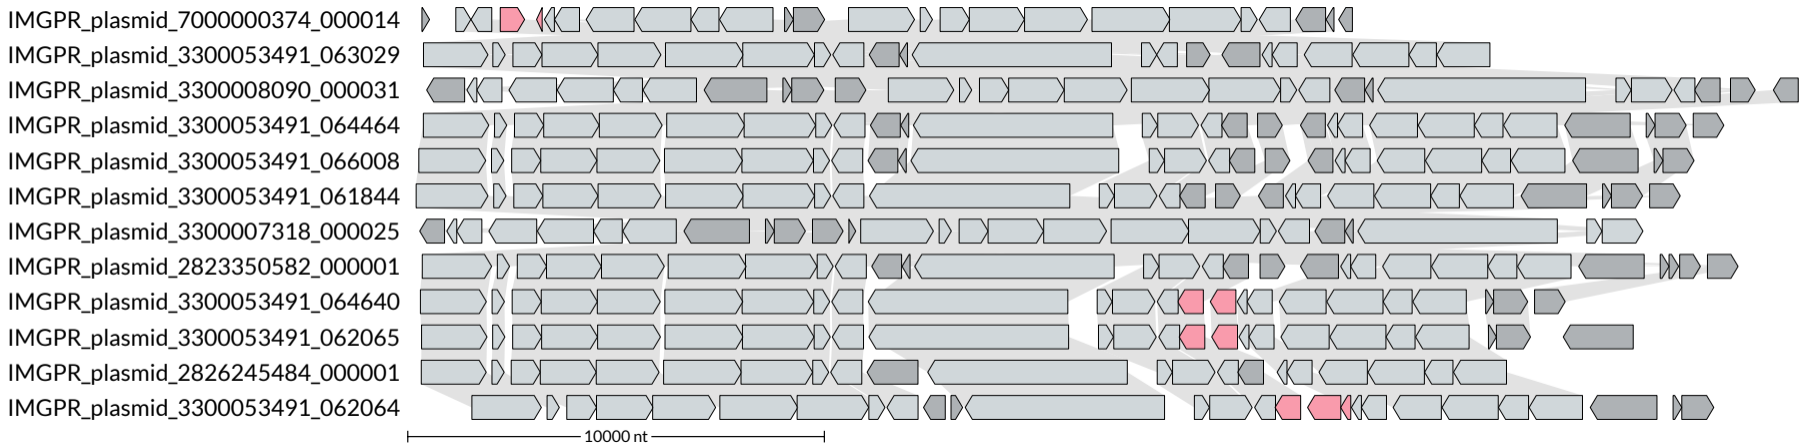 IMGPR_plasmid_7000000374_000014
IMGPR_plasmid_3300053491_063029
IMGPR_plasmid_3300008090_000031
IMGPR_plasmid_3300053491_064464
IMGPR_plasmid_3300053491_066008
IMGPR_plasmid_3300053491_061844
IMGPR_plasmid_3300007318_000025
IMGPR_plasmid_2823350582_000001
IMGPR_plasmid_3300053491_064640
IMGPR_plasmid_3300053491_062065
IMGPR_plasmid_2826245484_000001
IMGPR_plasmid_3300053491_062064
10000 nt